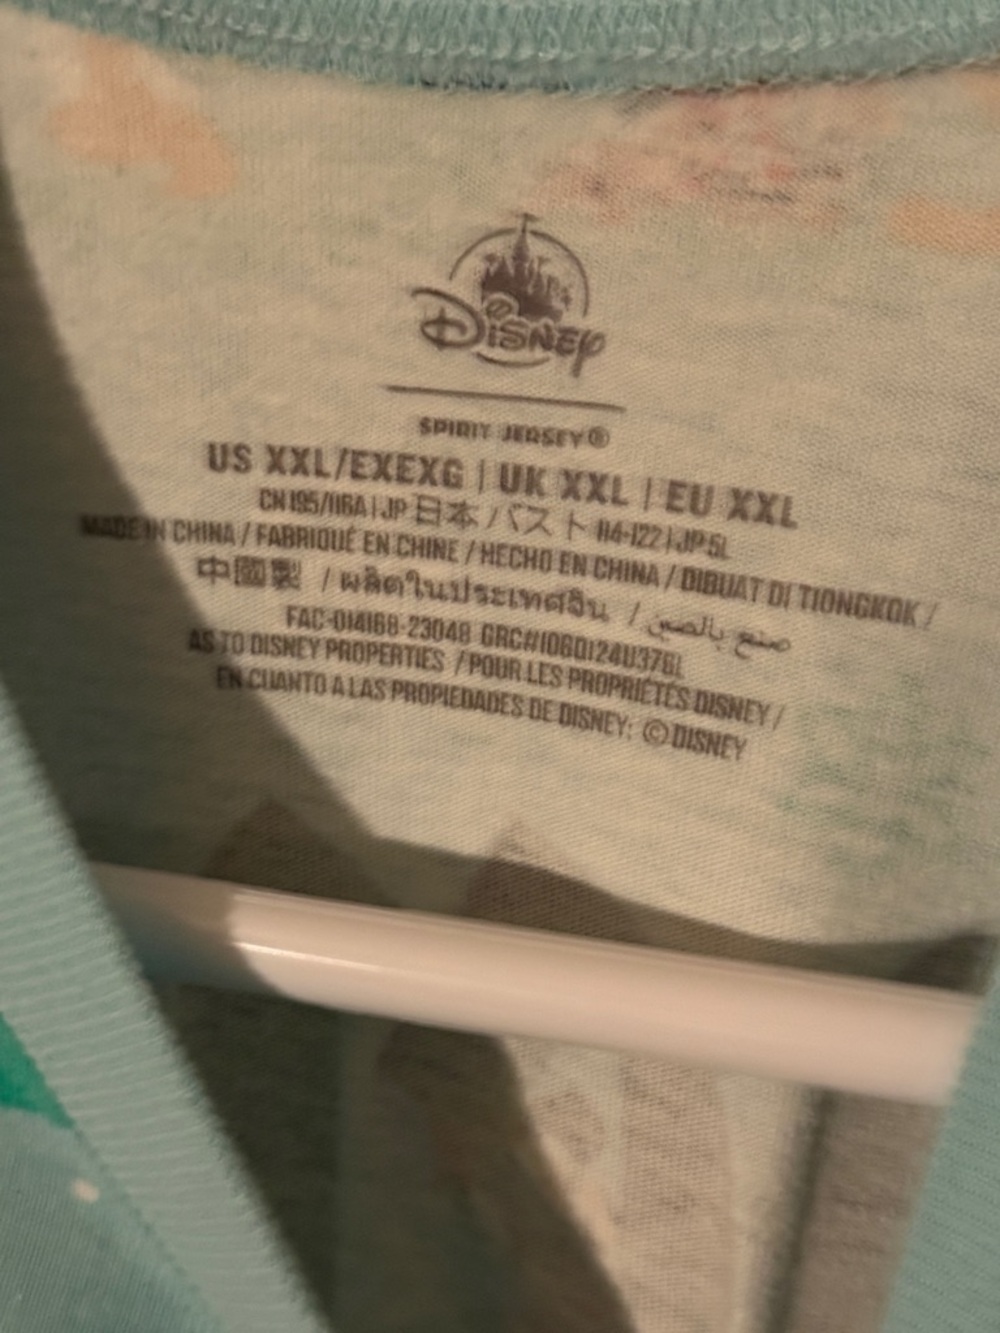 Disney
SPIRIT JERSEY®
US XXL/EXEXG | UK XXL | EU XXL
CN 195/116A | JP 日本 バスト 114-122 | JP 5L
MADE IN CHINA / FABRIQUÉ EN CHINE / HECHO EN CHINA / DIBUAT DI TIONGKOK /
中國製 / ผลิตในประเทศจีน / صنع بالصين
FAC-014168-23048 GRC#1060124U376L
AS TO DISNEY PROPERTIES / POUR LES PROPRIÉTÉS DISNEY /
EN CUANTO A LAS PROPIEDADES DE DISNEY: © DISNEY